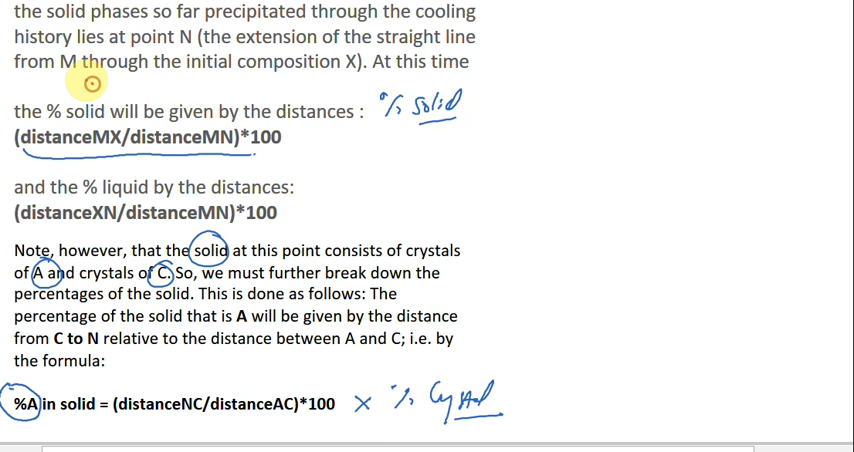 the solid phases so far precipitated through the cooling
history lies at point N (the extension of the straight line
from M through the initial composition X). At this time
the % solid will be given by the distances : % solid
(distanceMX/distanceMN)*100
and the % liquid by the distances:
(distanceXN/distanceMN)*100
Note, however, that the solid at this point consists of crystals
of A and crystals of C. So, we must further break down the
percentages of the solid. This is done as follows: The
percentage of the solid that is A will be given by the distance
from C to N relative to the distance between A and C; i.e. by
the formula:
%A in solid = (distanceNC/distanceAC)*100 × % Crystal